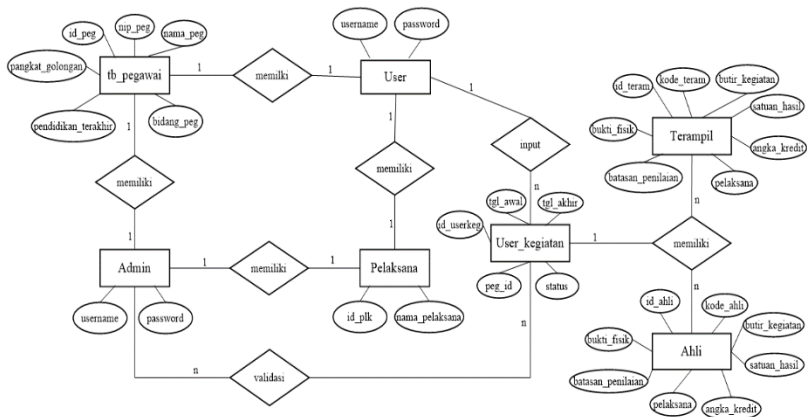 nip_peg
id_peg
nama_peg
pangkat_golongan
tb_pegawai
pendidikan_terakhir
bidang_peg
1
memilki
1
username
password
User
1
1
1
1
memiliki
1
memiliki
1
input
n
id_teram
kode_teram
butir_kegiatan
satuan_hasil
bukti_fisik
Terampil
angka_kredit
batasan_penilaian
pelaksana
n
tgl_awal
tgl_akhir
id_userkeg
User_kegiatan
peg_id
status
1
memiliki
n
n
Admin
1
memiliki
1
Pelaksana
username
password
id_plk
nama_pelaksana
n
validasi
n
id_ahli
kode_ahli
butir_kegiatan
bukti_fisik
Ahli
satuan_hasil
batasan_penilaian
pelaksana
angka_kredit